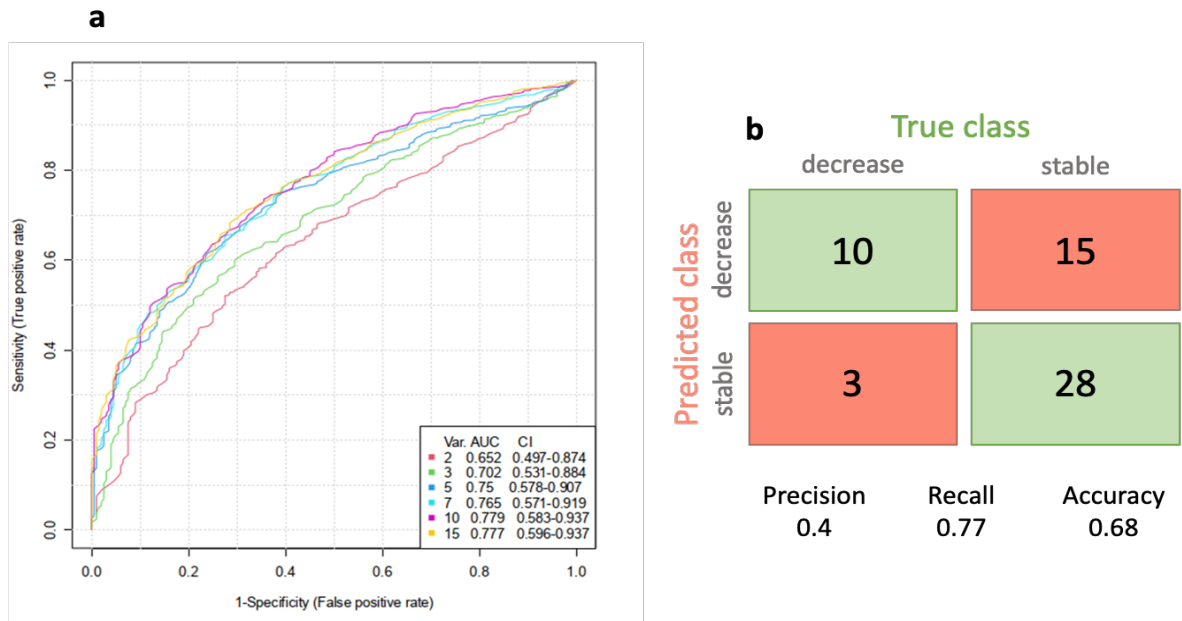 a
1.0
0.8
0.6
0.4
0.2
0.0
Sensitivity (True positive rate)
0.0 0.2 0.4 0.6 0.8 1.0
1-Specificity (False positive rate)
Var. AUC CI
2 0.652 0.497-0.874
3 0.702 0.531-0.884
5 0.75 0.578-0.907
7 0.765 0.571-0.919
10 0.779 0.583-0.937
15 0.777 0.596-0.937
b
True class
decrease stable
Predicted class
decrease
10 15
stable
3 28
Precision Recall Accuracy
0.4 0.77 0.68